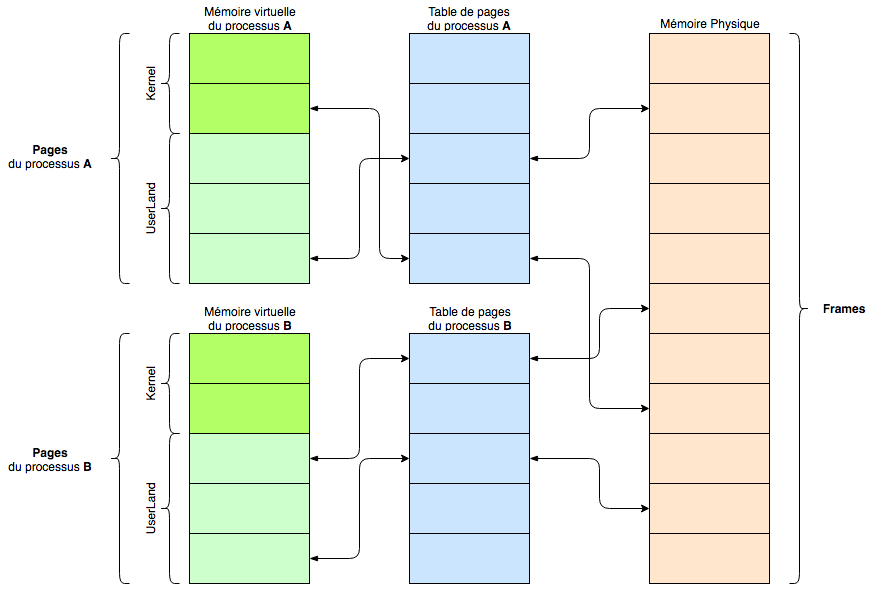 Mémoire virtuelle
du processus A
Table de pages
du processus A
Mémoire Physique
Kernel
Pages
du processus A
UserLand
Mémoire virtuelle
du processus B
Table de pages
du processus B
Frames
Kernel
Pages
du processus B
UserLand